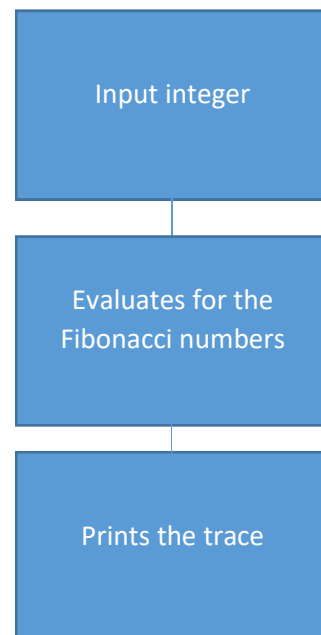 Input integer
Evaluates for the
Fibonacci numbers
Prints the trace